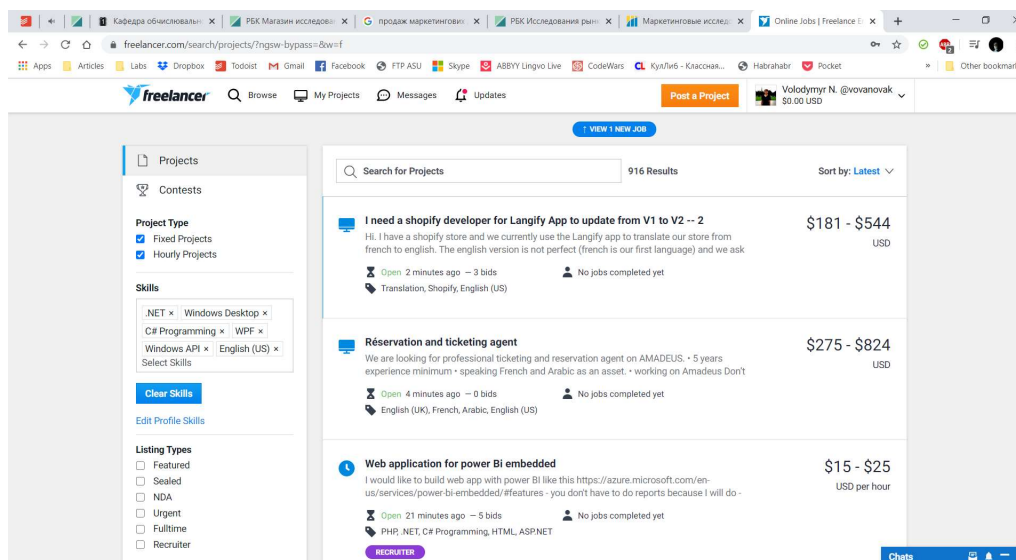 Кафедра обчислювальн
РБК Магазин исследован
продаж маркетингових
РБК Исследования рынк
Маркетинговые исслед
Online Jobs | Freelance E
freelancer.com/search/projects/?ngsw-bypass=&w=f
Apps Articles Labs Dropbox Todoist Gmail Facebook FTP ASU Skype ABBYY Lingvo Live CodeWars КулЛиб - Классная... Habrahabr Pocket » Other bookmar
freelancer Browse My Projects Messages Updates Post a Project Volodymyr N. @vovanovak
$0.00 USD
↑ VIEW 1 NEW JOB
Projects
Contests
Project Type
Fixed Projects
Hourly Projects
Skills
.NET × Windows Desktop ×
C# Programming × WPF ×
Windows API × English (US) ×
Select Skills
Clear Skills
Edit Profile Skills
Listing Types
Featured
Sealed
NDA
Urgent
Fulltime
Recruiter
Search for Projects 916 Results Sort by: Latest
I need a shopify developer for Langify App to update from V1 to V2 -- 2 $181 - $544
Hi. I have a shopify store and we currently use the Langify app to translate our store from USD
french to english. The english version is not perfect (french is our first language) and we ask
Open 2 minutes ago — 3 bids No jobs completed yet
Translation, Shopify, English (US)
Réservation and ticketing agent $275 - $824
We are looking for professional ticketing and reservation agent on AMADEUS. • 5 years USD
experience minimum • speaking French and Arabic as an asset. • working on Amadeus Don't
Open 4 minutes ago — 0 bids No jobs completed yet
English (UK), French, Arabic, English (US)
Web application for power Bi embedded $15 - $25
I would like to build web app with power BI like this https://azure.microsoft.com/en- USD per hour
us/services/power-bi-embedded/#features - you don't have to do reports because I will do -
Open 21 minutes ago — 5 bids No jobs completed yet
PHP, .NET, C# Programming, HTML, ASP.NET
RECRUITER
Chats